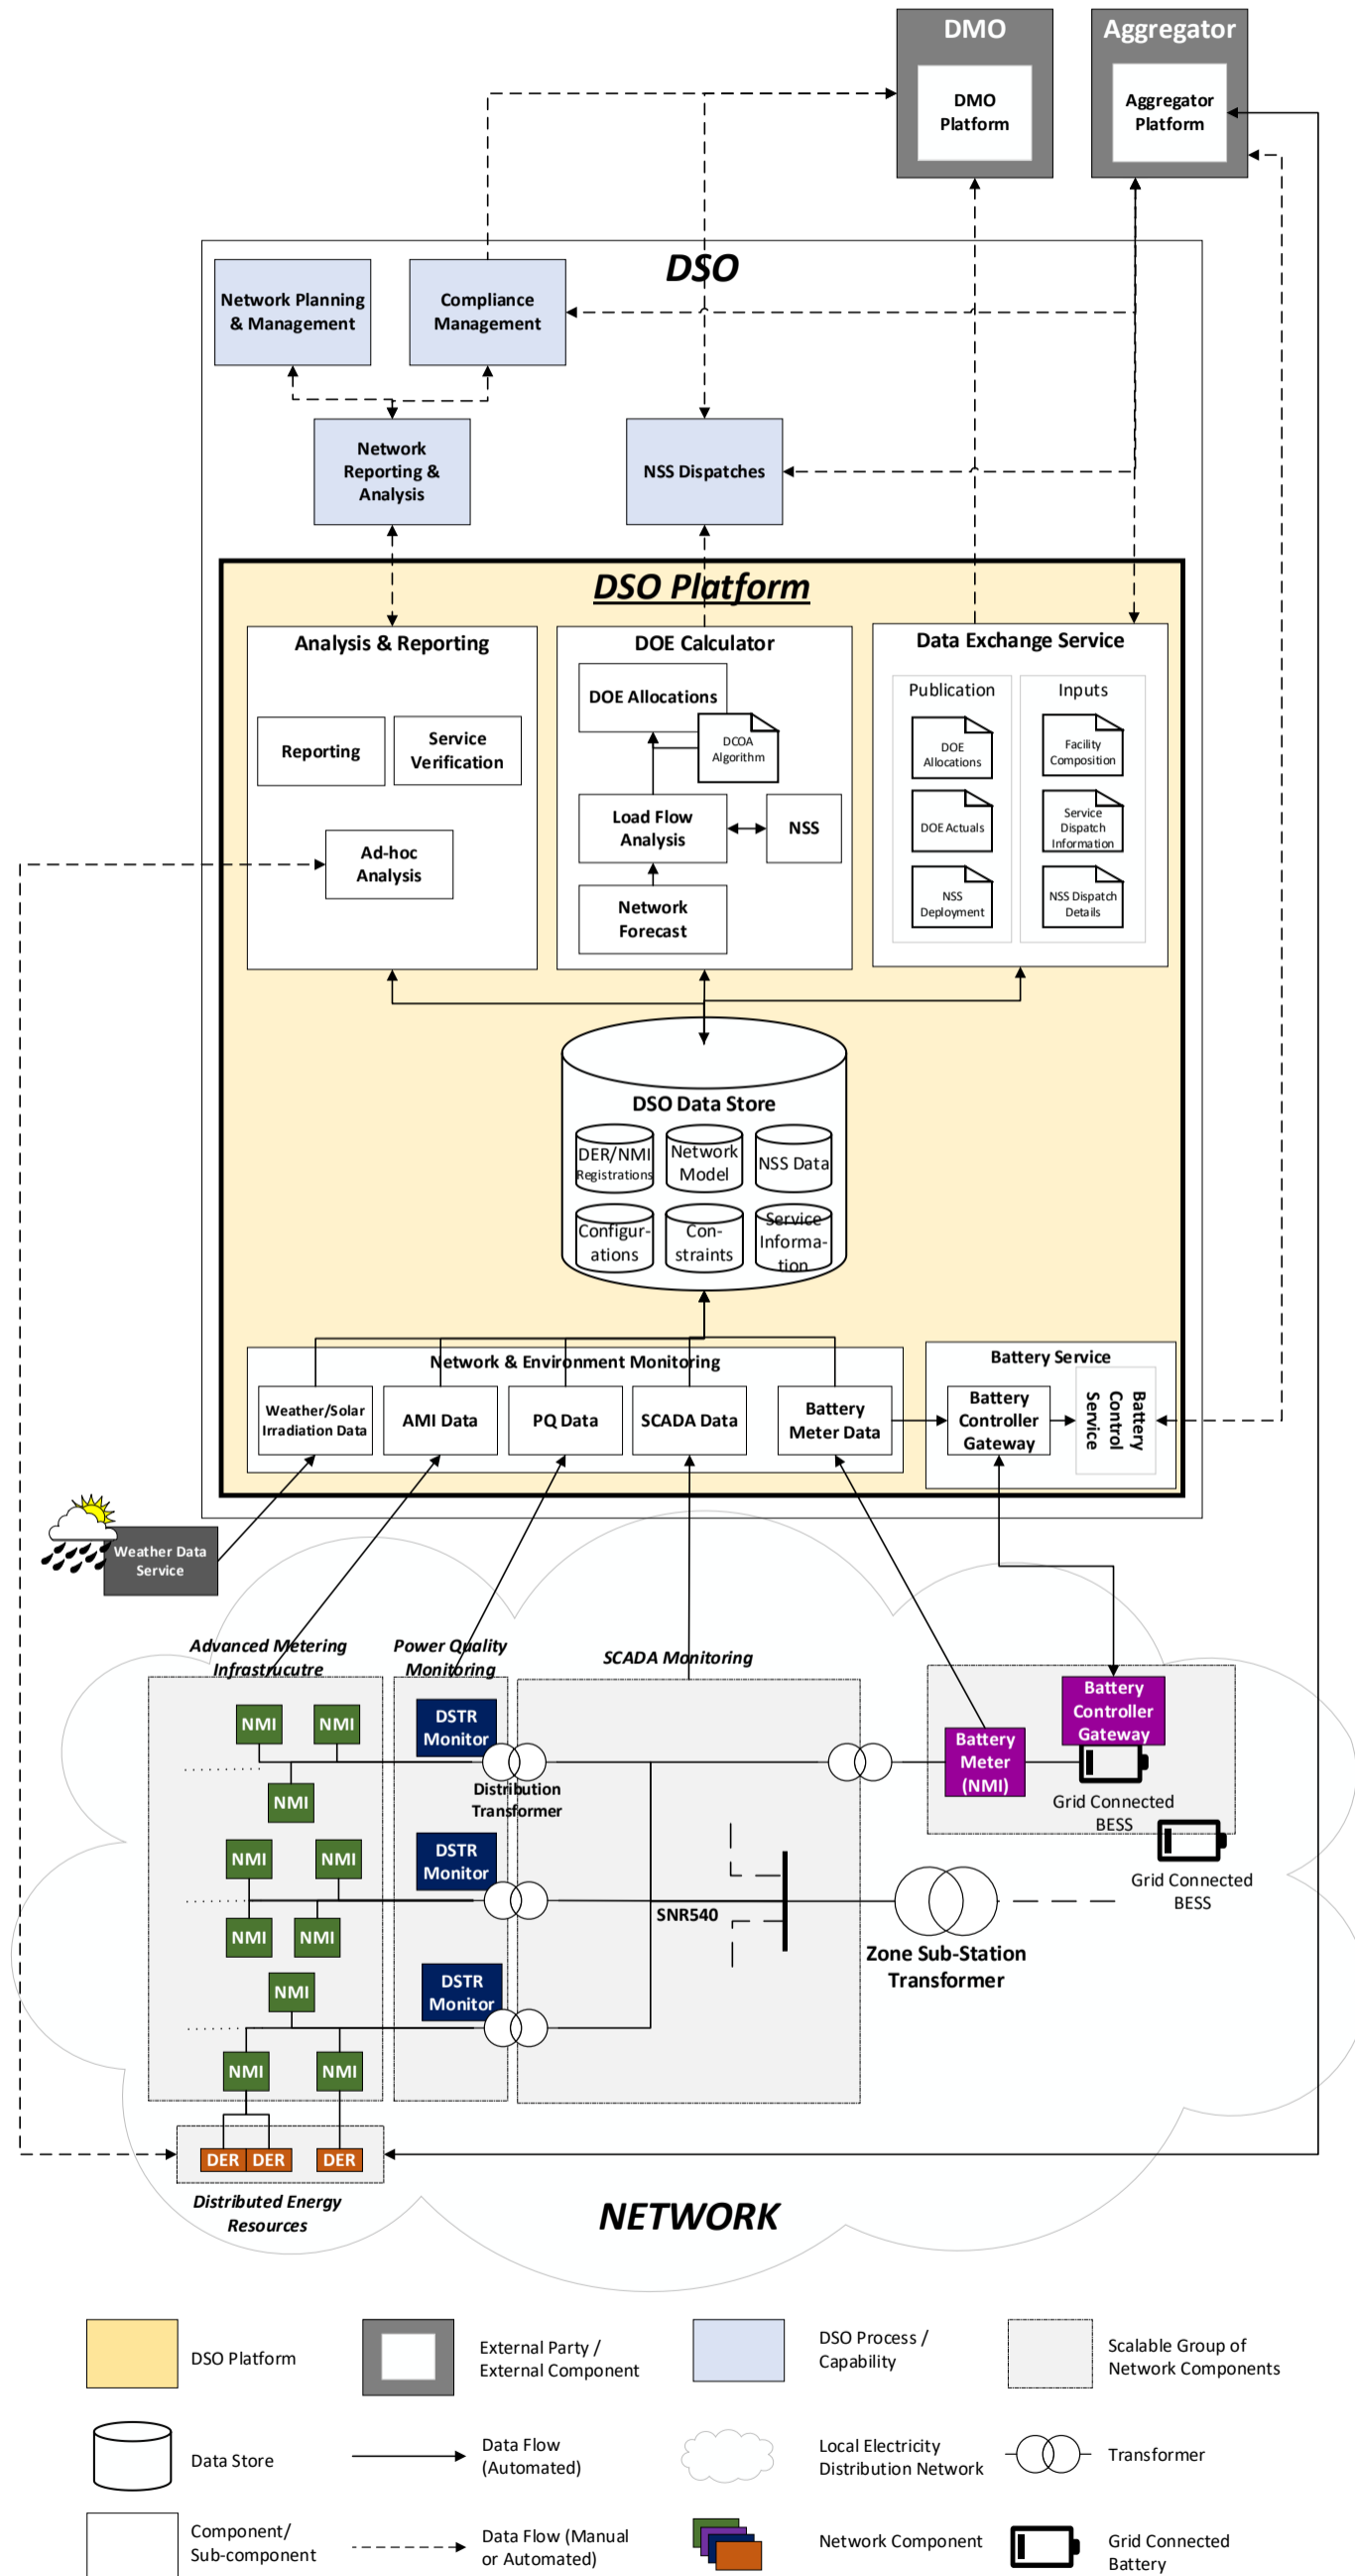 DMO
Aggregator
DMO
Platform
Aggregator
Platform
DSO
Network Planning
& Management
Compliance
Management
Network
Reporting &
Analysis
NSS Dispatches
DSO Platform
Analysis & Reporting
Reporting
Service
Verification
Ad-hoc
Analysis
DOE Calculator
DOE Allocations
DCOA
Algorithm
Load Flow
Analysis
NSS
Network
Forecast
Data Exchange Service
Publication
Inputs
DOE
Allocations
Facility
Composition
DOE Actuals
Service
Dispatch
Information
NSS
Deployment
NSS Dispatch
Details
DSO Data Store
DER/NMI
Registrations
Network
Model
NSS Data
Configur-
ations
Con-
straints
Service
Informa-
tion
Network & Environment Monitoring
Weather/Solar
Irradiation Data
AMI Data
PQ Data
SCADA Data
Battery
Meter Data
Battery Service
Battery
Controller
Gateway
Battery
Control
Service
Weather Data
Service
Advanced Metering
Infrastrucutre
Power Quality
Monitoring
SCADA Monitoring
NMI
NMI
NMI
NMI
NMI
NMI
NMI
NMI
NMI
NMI
DSTR
Monitor
DSTR
Monitor
DSTR
Monitor
Distribution
Transformer
SNR540
Battery
Controller
Gateway
Battery
Meter
(NMI)
Grid Connected
BESS
Grid Connected
BESS
Zone Sub-Station
Transformer
DER
DER
DER
Distributed Energy
Resources
NETWORK
DSO Platform
External Party /
External Component
DSO Process /
Capability
Scalable Group of
Network Components
Data Store
Data Flow
(Automated)
Local Electricity
Distribution Network
Transformer
Component/
Sub-component
Data Flow (Manual
or Automated)
Network Component
Grid Connected
Battery